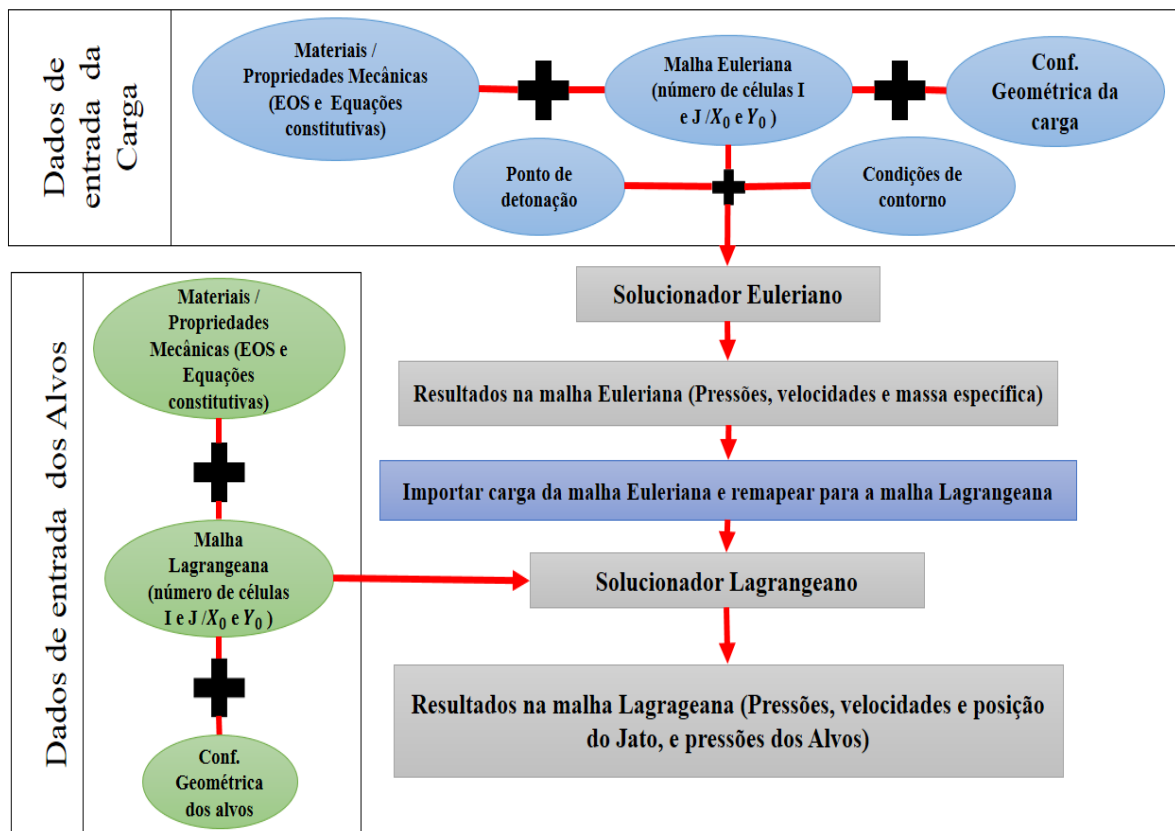 Dados de
entrada da
Carga
Materiais /
Propriedades Mecânicas
(EOS e Equações
constitutivas)
Malha Euleriana
(número de células I
e J /X₀ e Y₀ )
Conf.
Geométrica da
carga
Ponto de
detonação
Condições de
contorno
Solucionador Euleriano
Resultados na malha Euleriana (Pressões, velocidades e massa específica)
Importar carga da malha Euleriana e remapear para a malha Lagrangeana
Solucionador Lagrangeano
Resultados na malha Lagrageana (Pressões, velocidades e posição
do Jato, e pressões dos Alvos)
Dados de entrada dos Alvos
Materiais /
Propriedades
Mecânicas (EOS e
Equações
constitutivas)
Malha
Lagrangeana
(número de células
I e J /X₀ e Y₀ )
Conf.
Geométrica
dos alvos